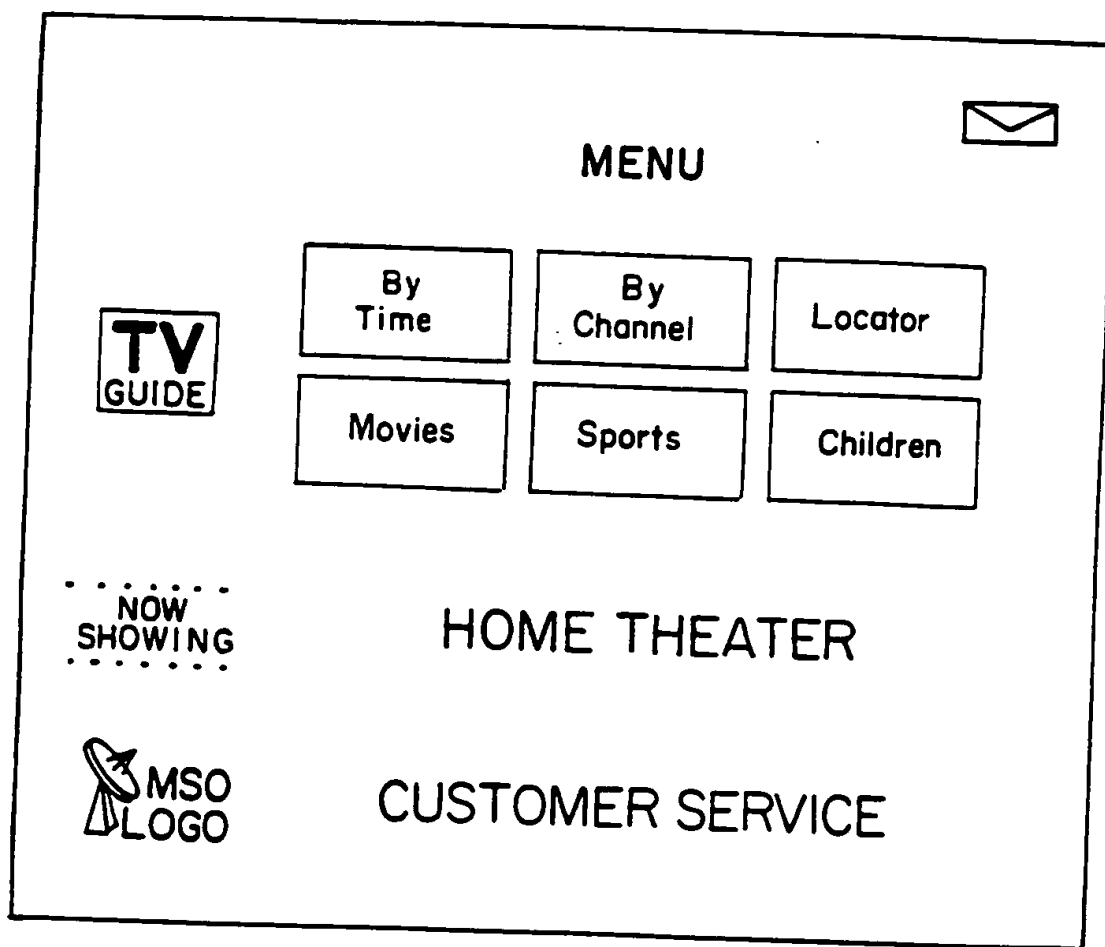 MENU
TV
GUIDE
By
Time
By
Channel
Locator
Movies
Sports
Children
NOW
SHOWING
HOME THEATER
MSO
LOGO
CUSTOMER SERVICE